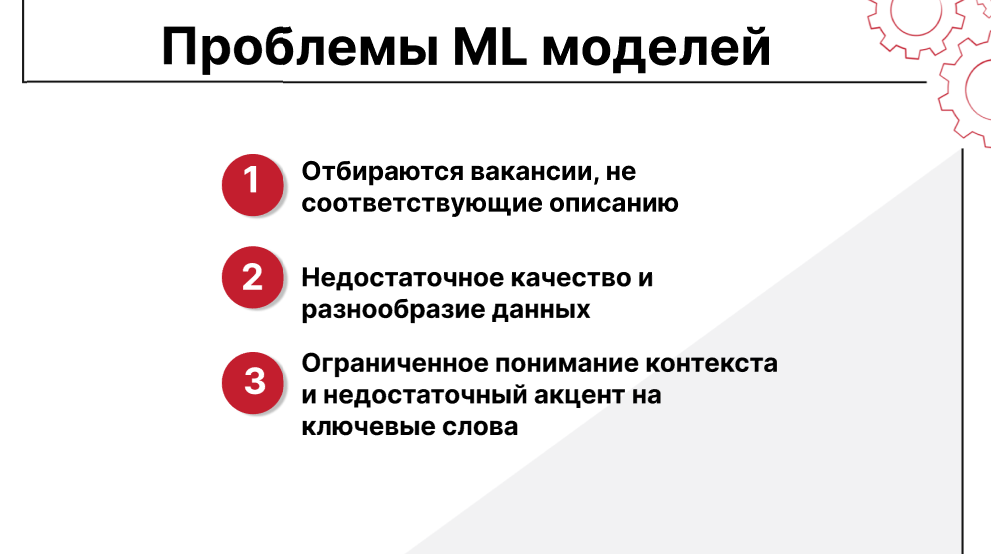 Проблемы ML моделей
1
Отбираются вакансии, не
соответствующие описанию
2
Недостаточное качество и
разнообразие данных
3
Ограниченное понимание контекста
и недостаточный акцент на
ключевые слова